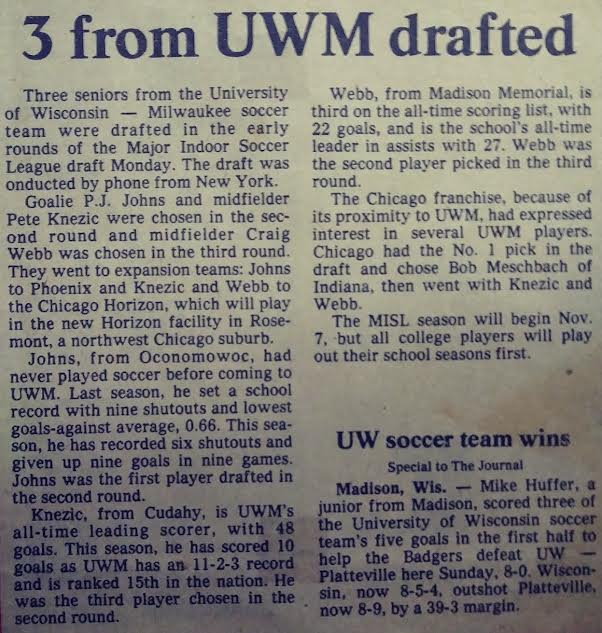 3 from UWM drafted
Three seniors from the University
of Wisconsin — Milwaukee soccer
team were drafted in the early
rounds of the Major Indoor Soccer
League draft Monday. The draft was
onducted by phone from New York.
Goalie P.J. Johns and midfielder
Pete Knezic were chosen in the sec-
ond round and midfielder Craig
Webb was chosen in the third round.
They went to expansion teams: Johns
to Phoenix and Knezic and Webb to
the Chicago Horizon, which will play
in the new Horizon facility in Rose-
mont, a northwest Chicago suburb.
Johns, from Oconomowoc, had
never played soccer before coming to
UWM. Last season, he set a school
record with nine shutouts and lowest
goals-against average, 0.66. This sea-
son, he has recorded six shutouts and
given up nine goals in nine games.
Johns was the first player drafted in
the second round.
Knezic, from Cudahy, is UWM's
all-time leading scorer, with 48
goals. This season, he has scored 10
goals as UWM has an 11-2-3 record
and is ranked 15th in the nation. He
was the third player chosen in the
second round.
Webb, from Madison Memorial, is
third on the all-time scoring list, with
22 goals, and is the school's all-time
leader in assists with 27. Webb was
the second player picked in the third
round.
The Chicago franchise, because of
its proximity to UWM, had expressed
interest in several UWM players.
Chicago had the No. 1 pick in the
draft and chose Bob Meschbach of
Indiana, then went with Knezic and
Webb.
The MISL season will begin Nov.
7, but all college players will play
out their school seasons first.
UW soccer team wins
Special to The Journal
Madison, Wis. — Mike Huffer, a
junior from Madison, scored three of
the University of Wisconsin soccer
team's five goals in the first half to
help the Badgers defeat UW —
Platteville here Sunday, 8-0. Wiscon-
sin, now 8-5-4, outshot Platteville,
now 8-9, by a 39-3 margin.